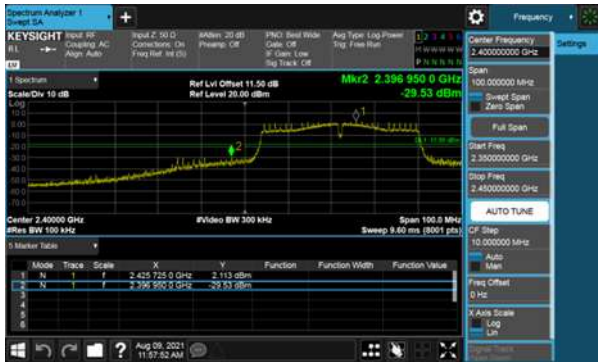 Spectrum Analyzer 1
Swept SA
+
Frequency
Settings
KEYSIGHT
Input: RF
Coupling: AC
Align: Auto
Input Z: 50 Ω
Corrections: On
Freq Ref: Int (S)
#Atten: 20 dB
Preamp: Off
PNO: Best Wide
Gate: Off
IF Gain: Low
Sig Track: Off
Avg Type: Log-Power
Trig: Free Run
1 Spectrum
Scale/Div 10 dB
Ref Lvl Offset 11.50 dB
Ref Level 20.00 dBm
Mkr2 2.396 950 0 GHz
-29.53 dBm
Log
Center 2.40000 GHz
#Res BW 100 kHz
#Video BW 300 kHz
Span 100.0 MHz
Sweep 9.60 ms (8001 pts)
5 Marker Table
Mode Trace Scale X Y Function Function Width Function Value
1 N 1 f 2.425 725 0 GHz 2.113 dBm
2 N 1 f 2.396 950 0 GHz -29.53 dBm
3
4
5
6
Aug 09, 2021
11:57:52 AM
Center Frequency
2.400000000 GHz
Span
100.000000 MHz
Swept Span
Zero Span
Full Span
Start Freq
2.350000000 GHz
Stop Freq
2.450000000 GHz
AUTO TUNE
CF Step
10.000000 MHz
Auto
Man
Freq Offset
0 Hz
X Axis Scale
Log
Lin
Signal Track